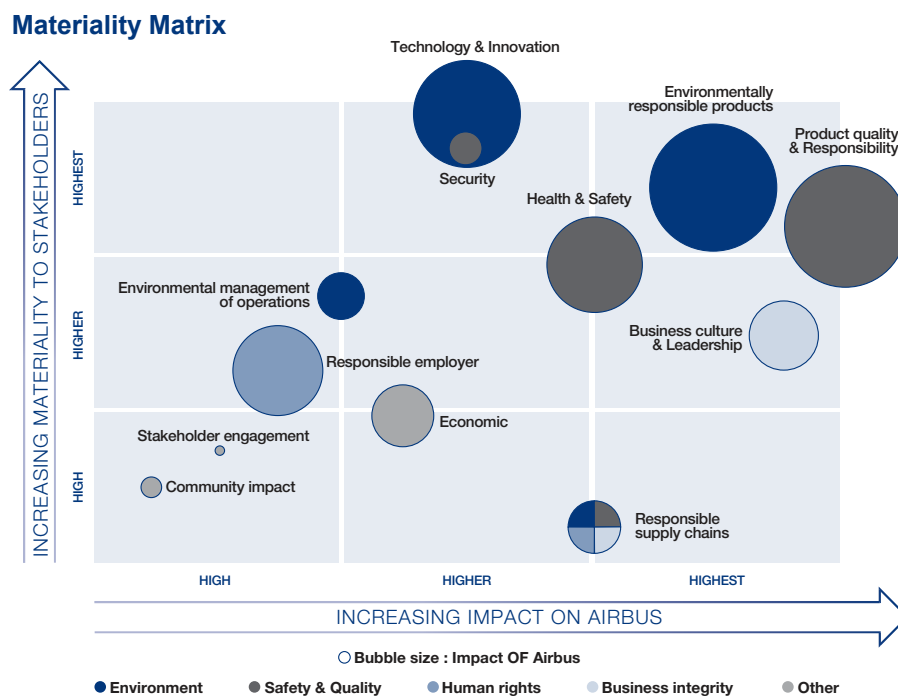 Materiality Matrix
INCREASING MATERIALITY TO STAKEHOLDERS
HIGHEST
HIGHER
HIGH
Technology & Innovation
Security
Environmentally
responsible products
Product quality
& Responsibility
Health & Safety
Environmental management
of operations
Business culture
& Leadership
Responsible employer
Economic
Stakeholder engagement
Community impact
Responsible
supply chains
HIGH
HIGHER
HIGHEST
INCREASING IMPACT ON AIRBUS
Bubble size : Impact OF Airbus
Environment
Safety & Quality
Human rights
Business integrity
Other